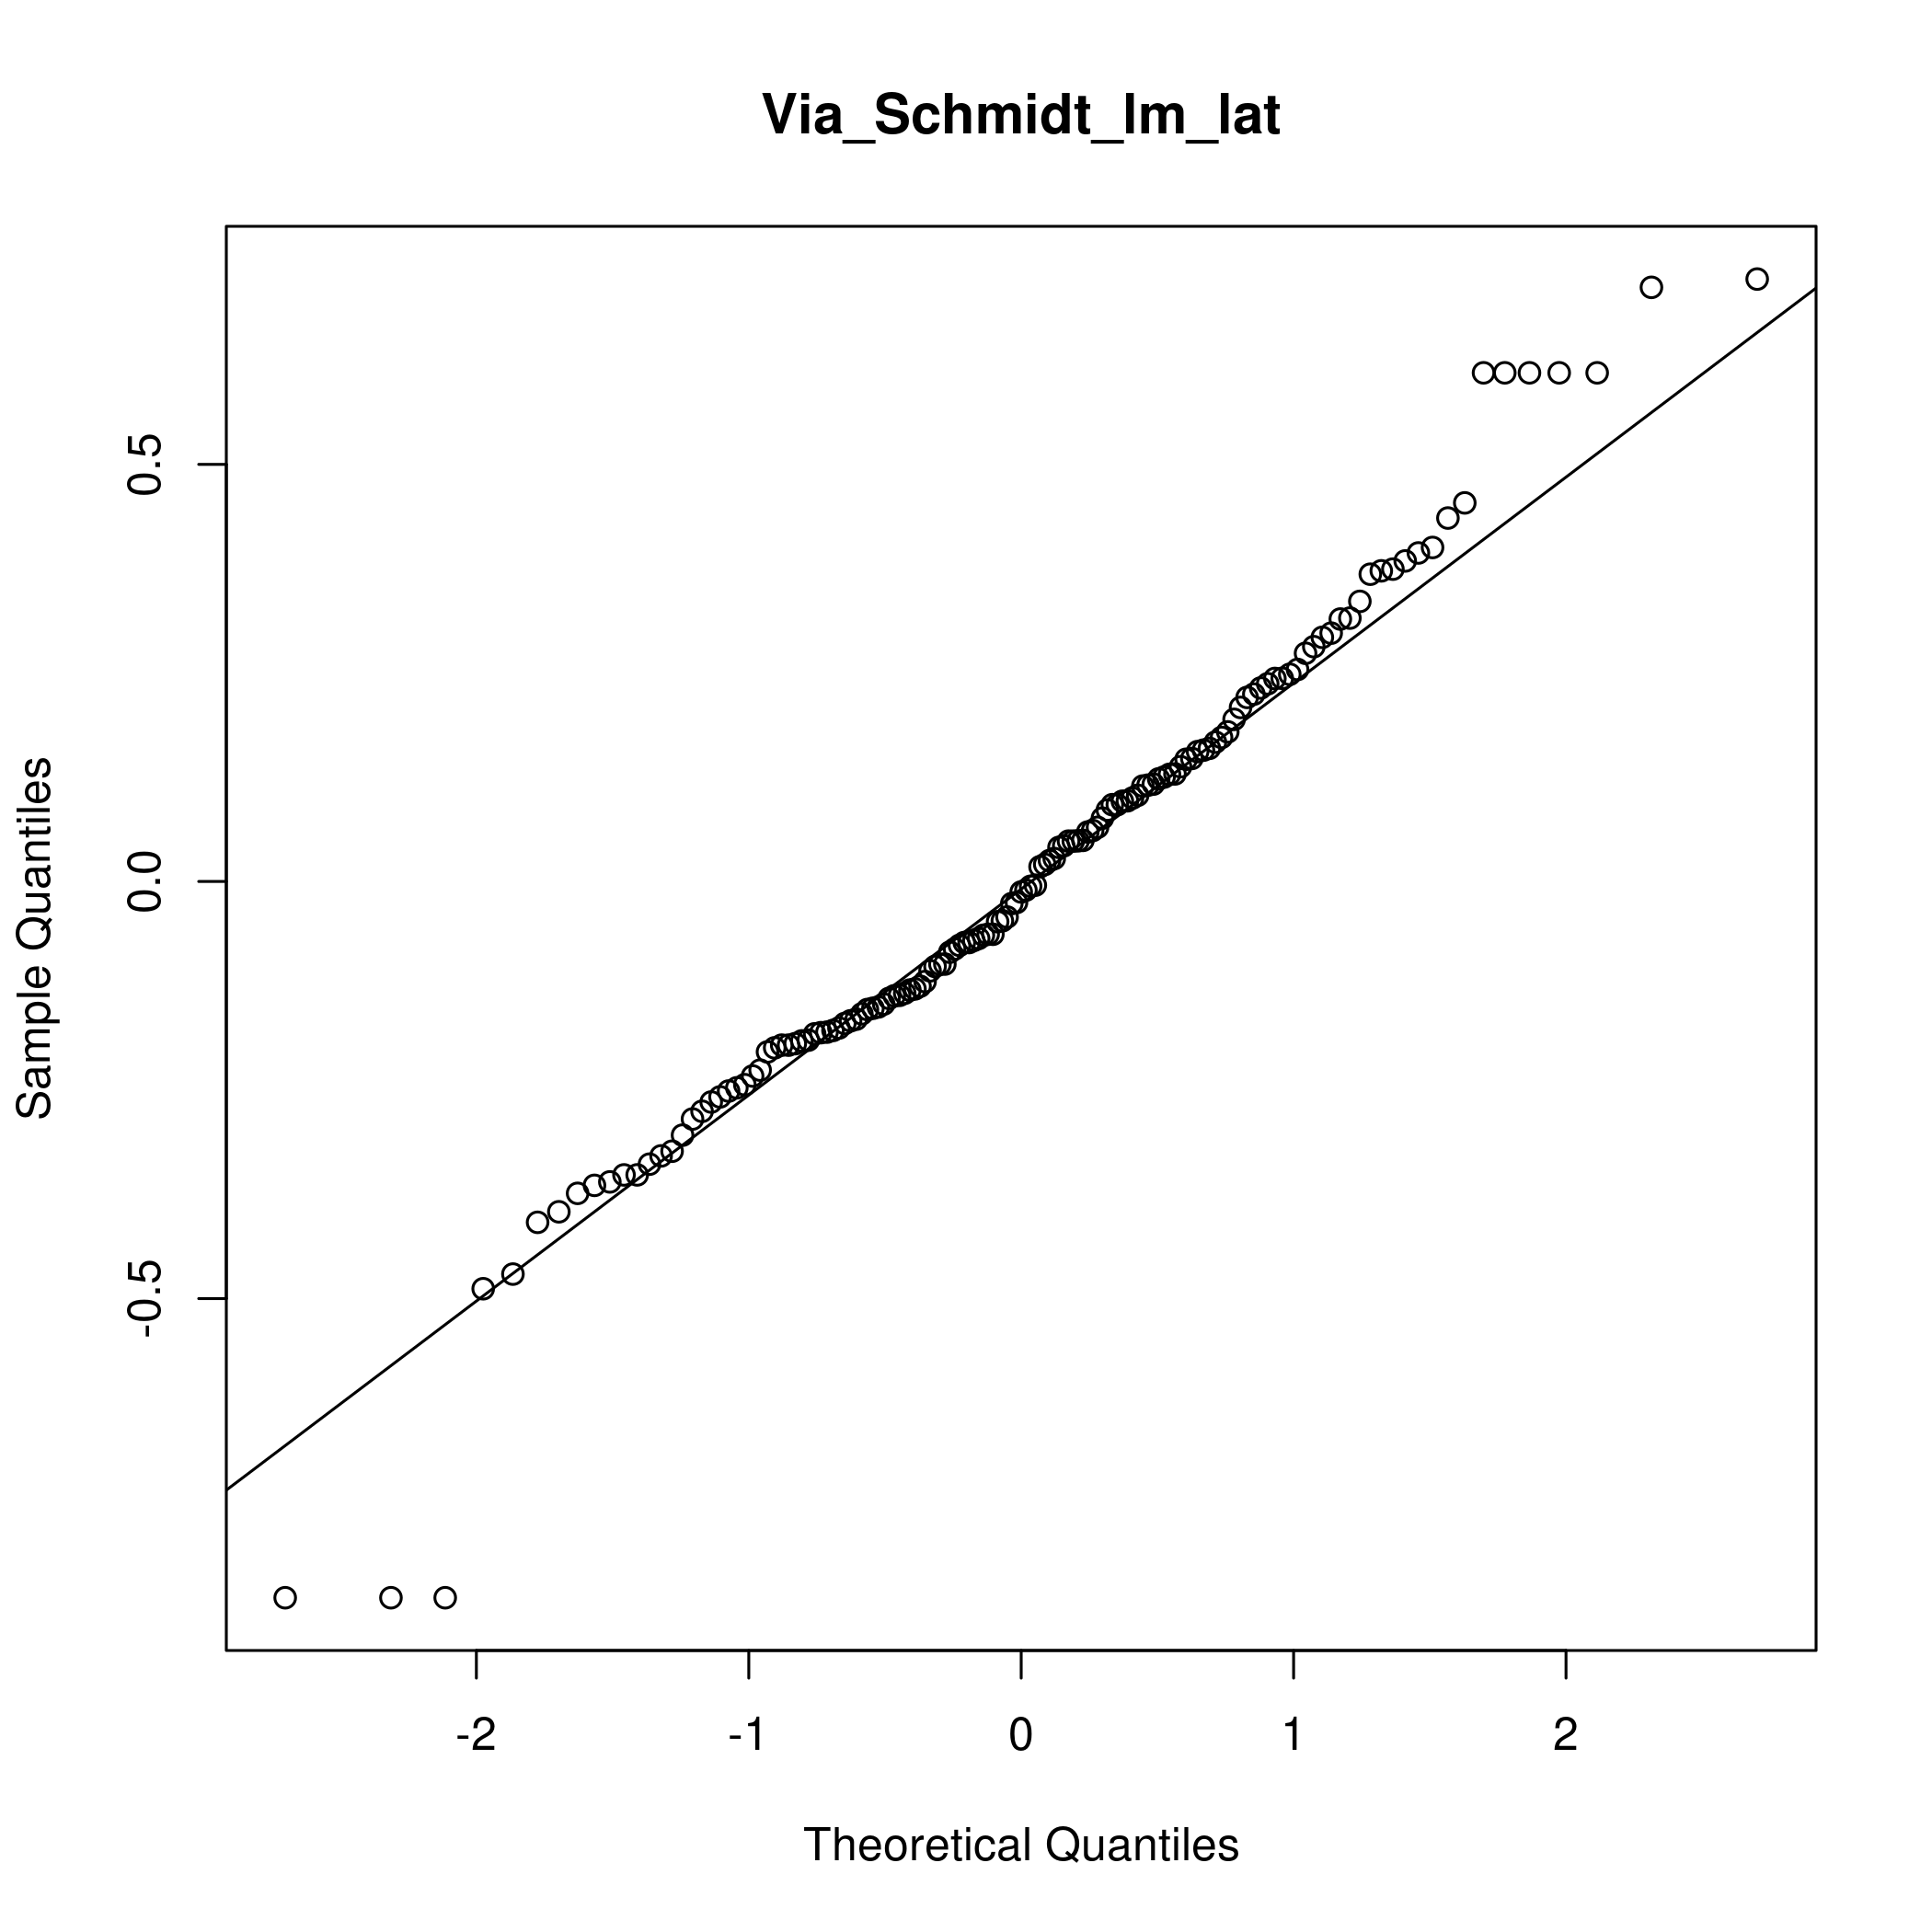 Via_Schmidt_lm_lat
0.5
0.0
-0.5
Sample Quantiles
-2 -1 0 1 2
Theoretical Quantiles